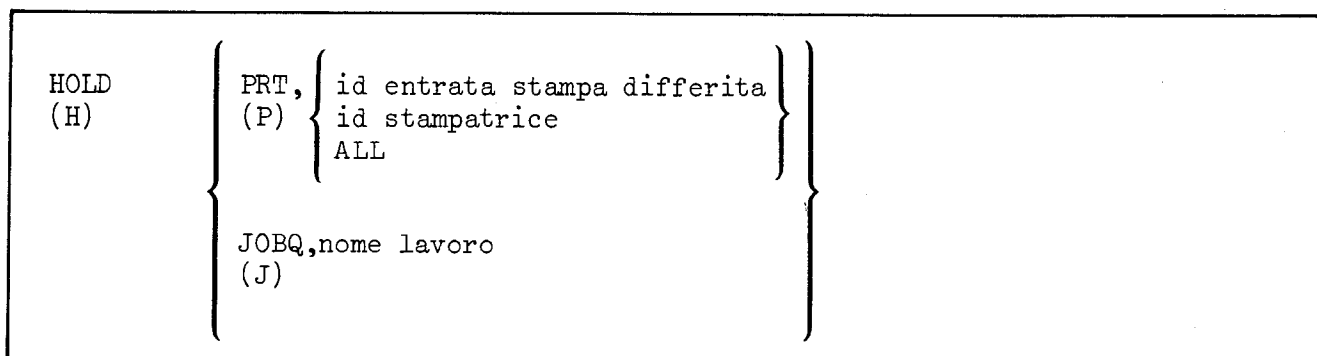 HOLD PRT, id entrata stampa differita
(H) (P) id stampatrice
ALL
JOBQ,nome lavoro
(J)